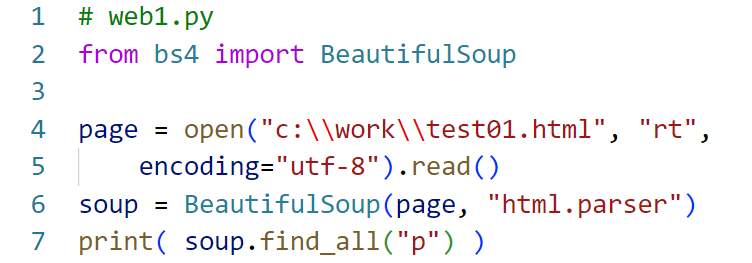 1 # web1.py
2 from bs4 import BeautifulSoup
3
4 page = open("c:\\work\\test01.html", "rt",
5     encoding="utf-8").read()
6 soup = BeautifulSoup(page, "html.parser")
7 print( soup.find_all("p") )